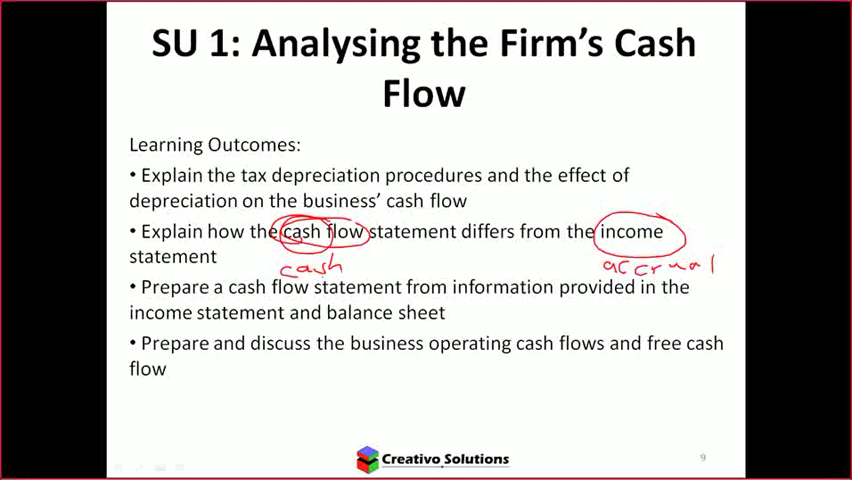 SU 1: Analysing the Firm's Cash
Flow
Learning Outcomes:
• Explain the tax depreciation procedures and the effect of
depreciation on the business' cash flow
• Explain how the cash flow statement differs from the income
statement
cash
accrual
• Prepare a cash flow statement from information provided in the
income statement and balance sheet
• Prepare and discuss the business operating cash flows and free cash
flow
Creativo Solutions
9